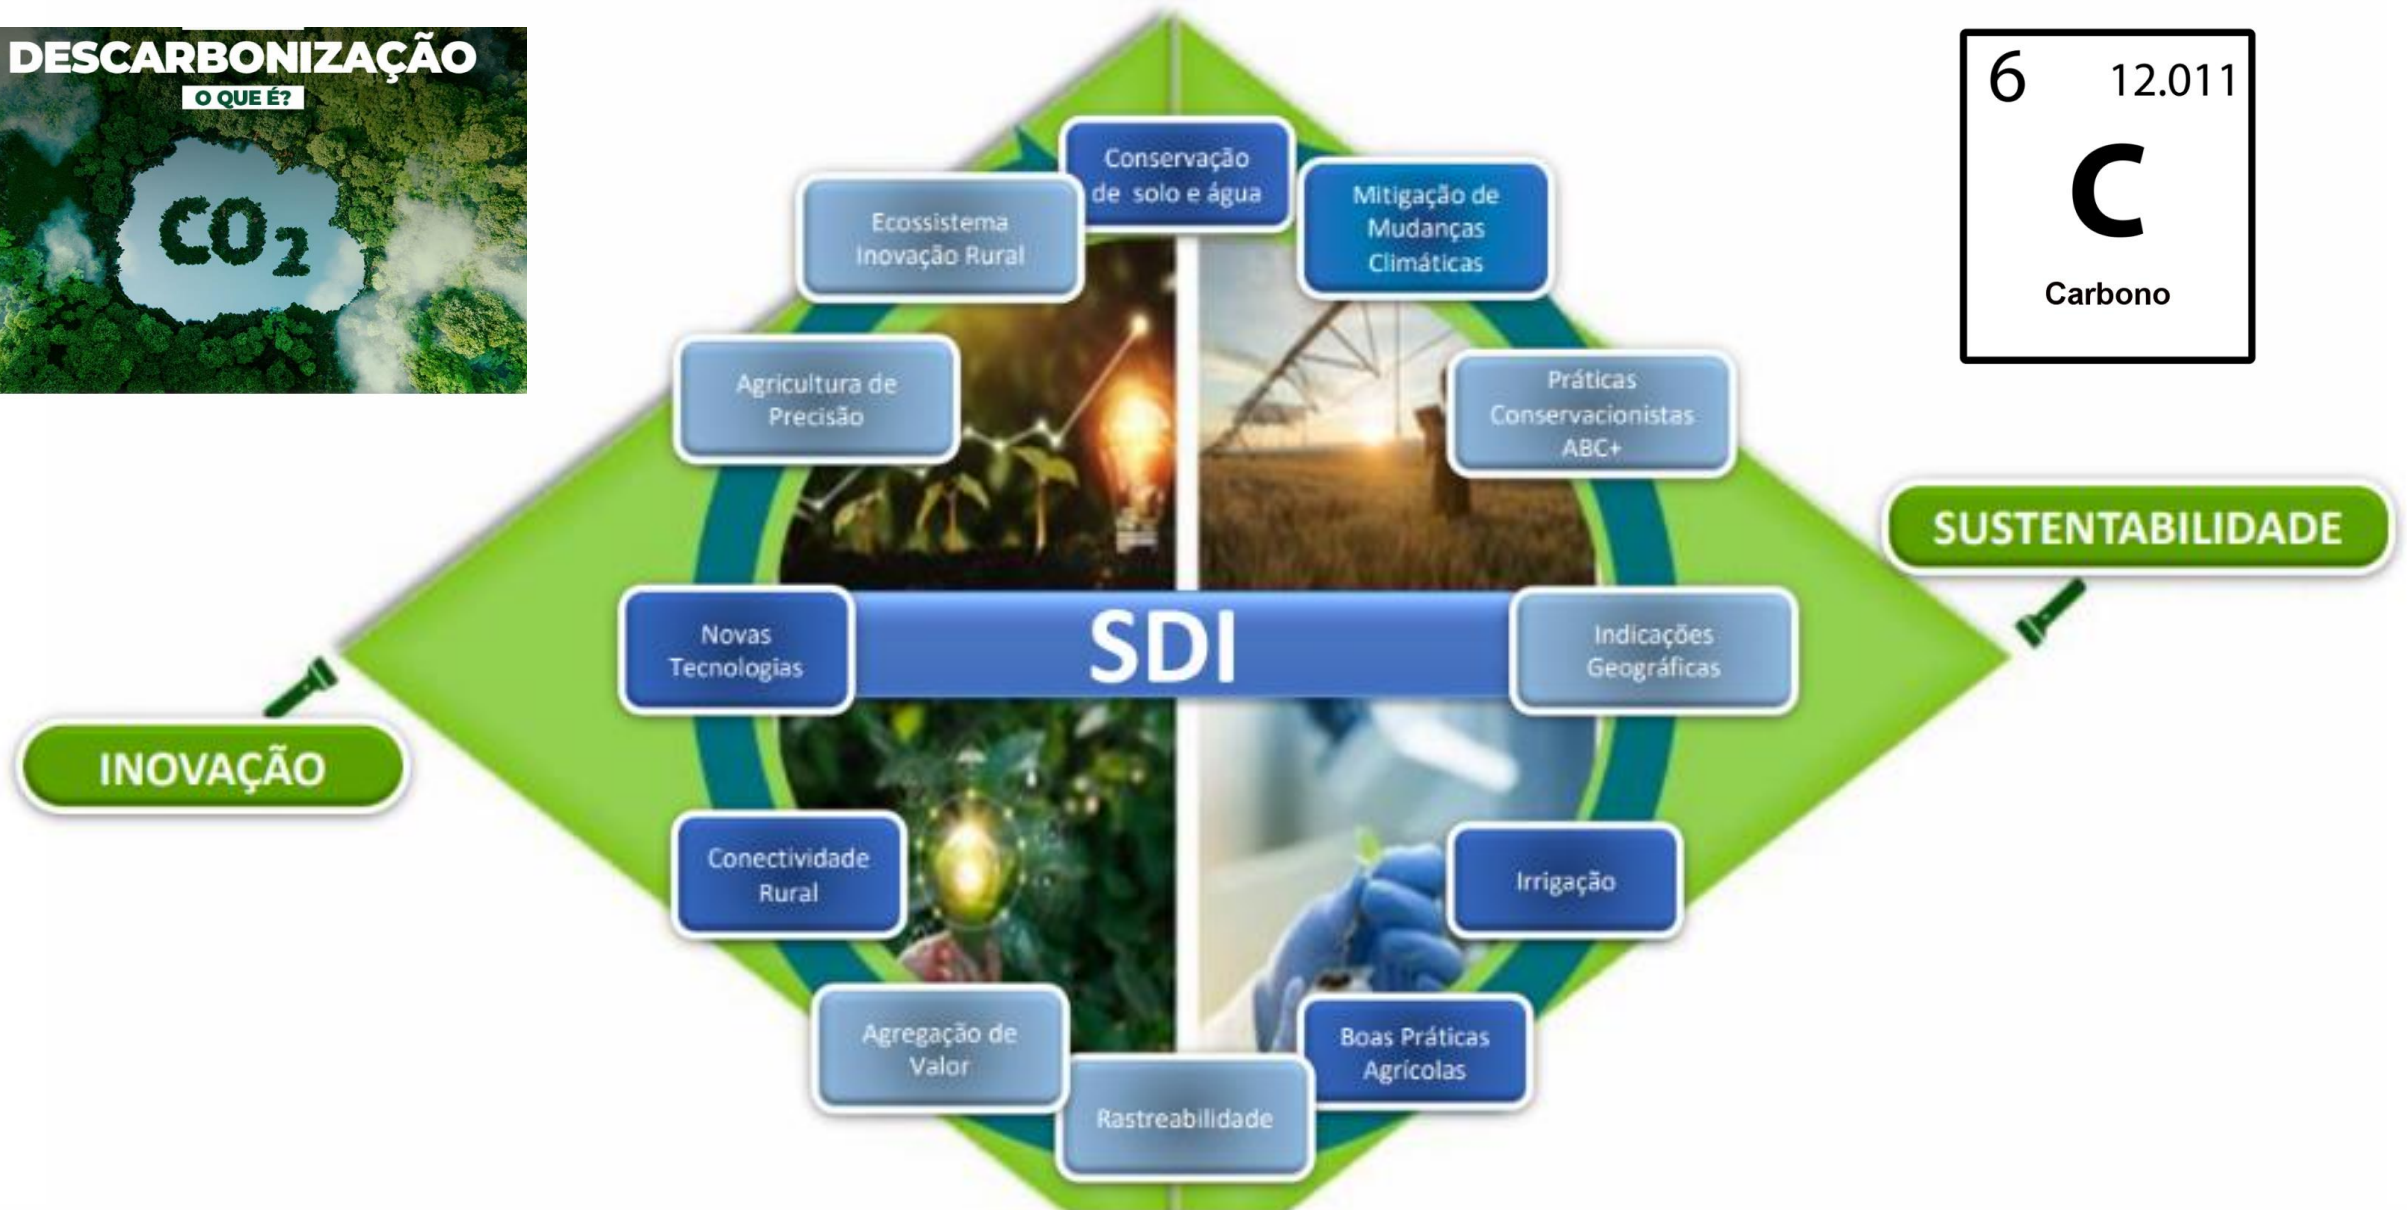 DESCARBONIZAÇÃO
O QUE É?
CO2
6 12.011
C
Carbono
Conservação
de solo e água
Ecossistema
Inovação Rural
Mitigação de
Mudanças
Climáticas
Agricultura de
Precisão
Práticas
Conservacionistas
ABC+
SUSTENTABILIDADE
Novas
Tecnologias
SDI
Indicações
Geográficas
INOVAÇÃO
Conectividade
Rural
Irrigação
Agregação de
Valor
Boas Práticas
Agrícolas
Rastreabilidade